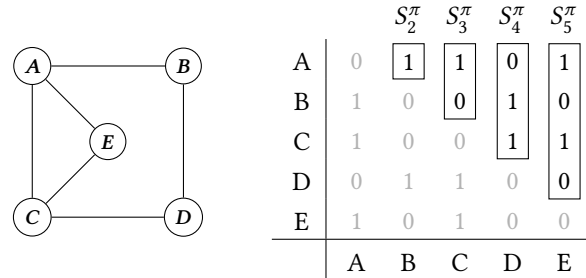 A B
E
C D
S_2^π S_3^π S_4^π S_5^π
A 0 1 1 0 1
B 1 0 0 1 0
C 1 0 0 1 1
D 0 1 1 0 0
E 1 0 1 0 0
A B C D E